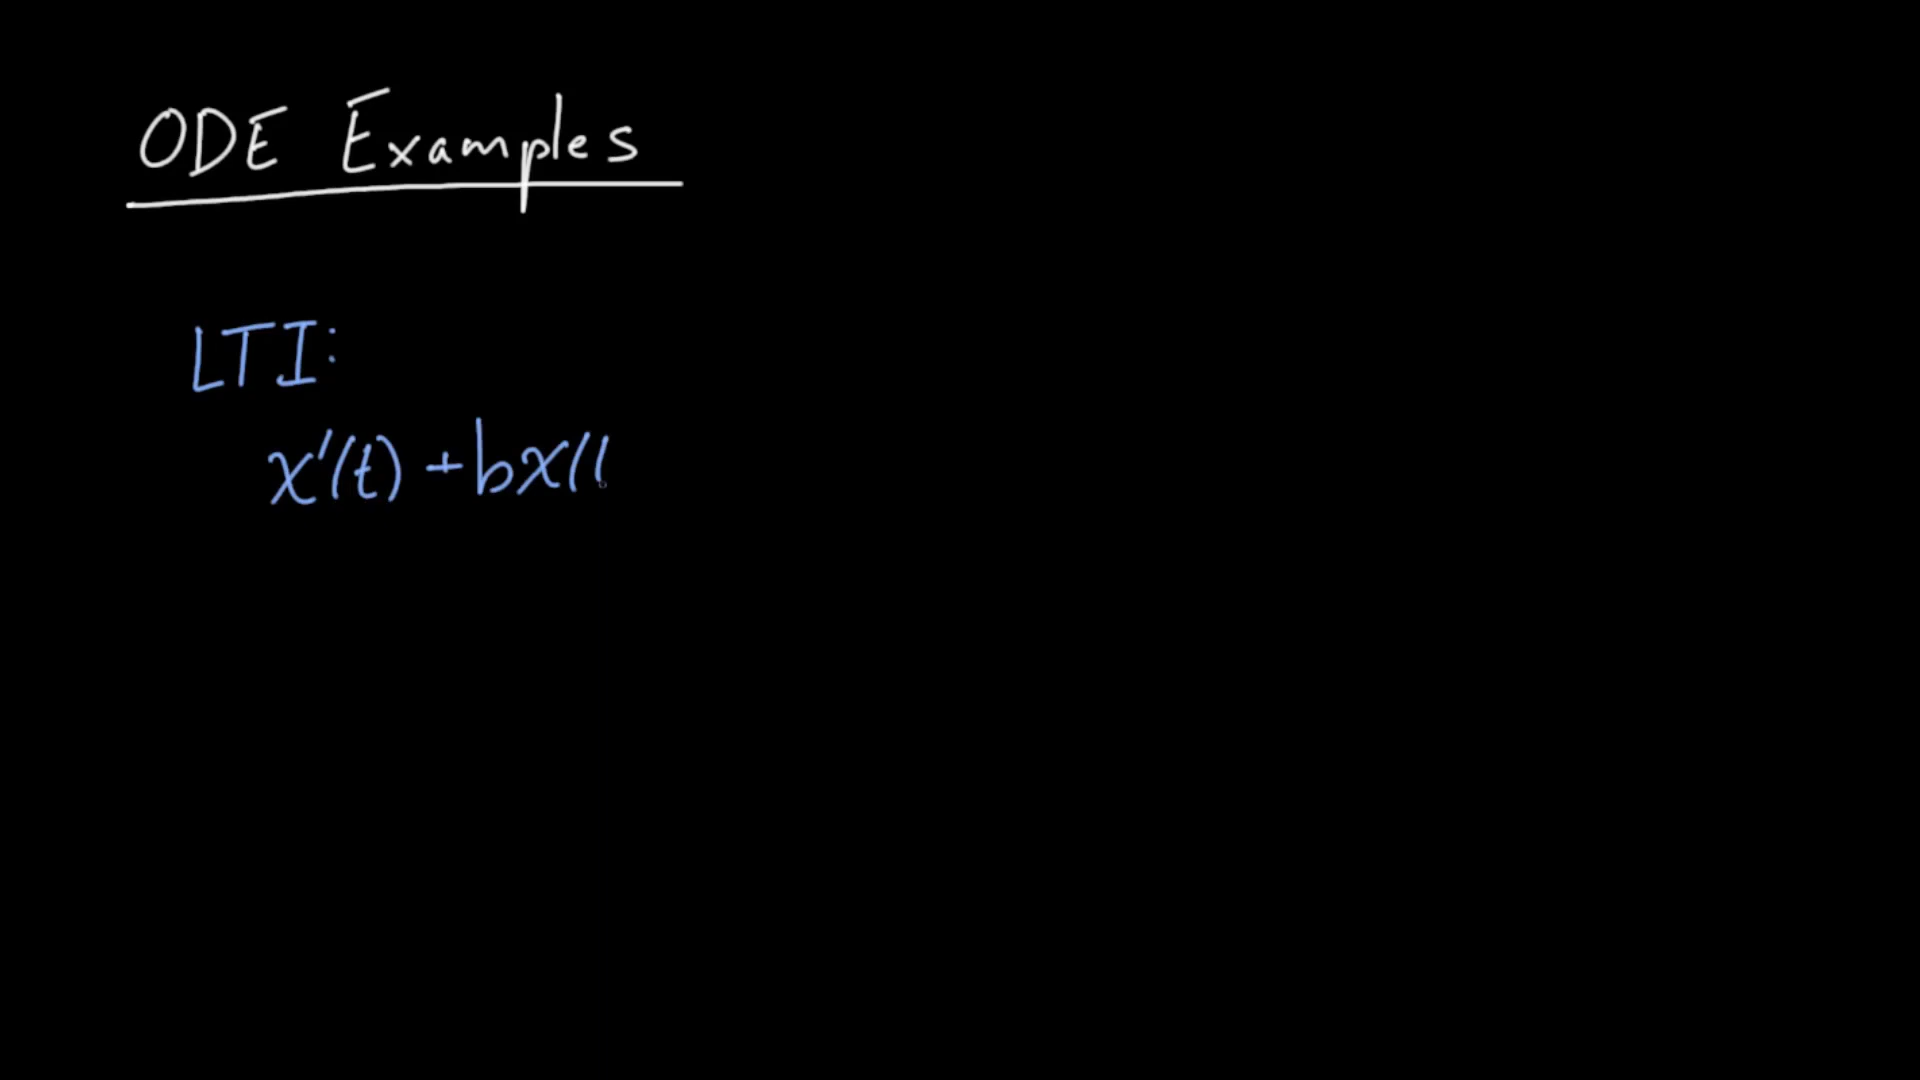 ODE Examples
LTI:
x'(t) + bx(